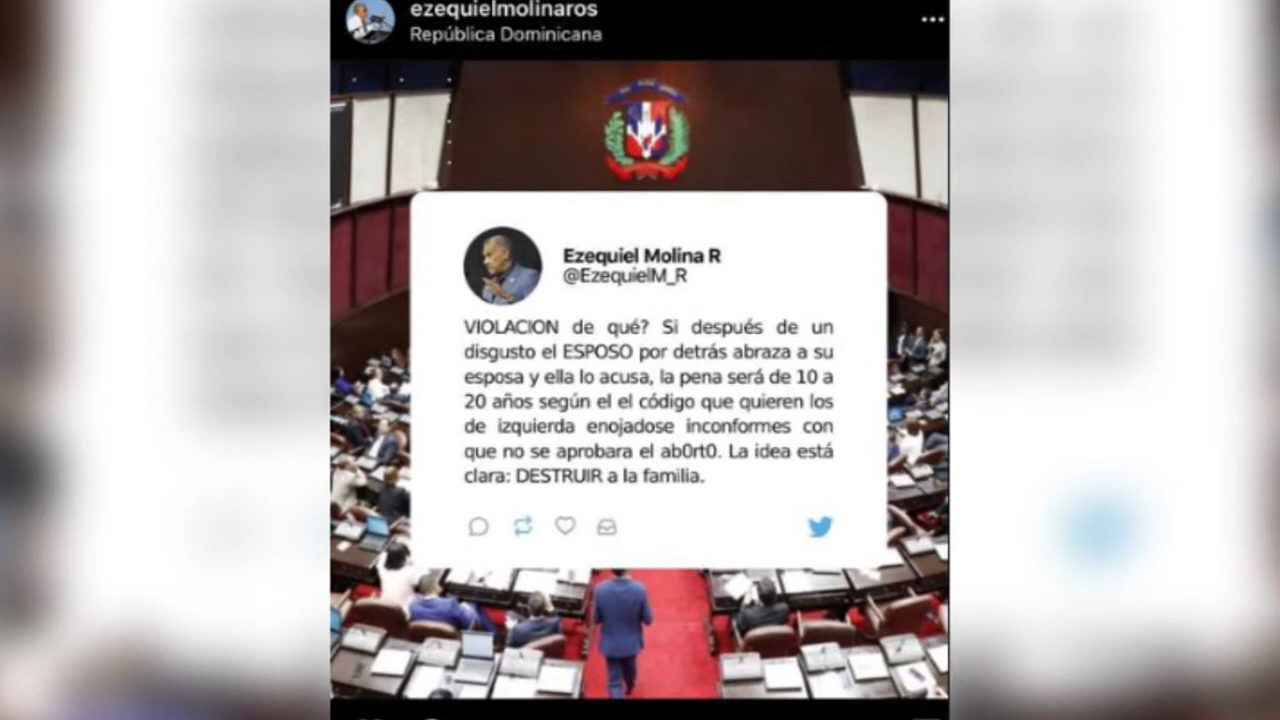 ezequielmolinaros
República Dominicana
Ezequiel Molina R
@EzequielM_R
VIOLACION de qué? Si después de un
disgusto el ESPOSO por detrás abraza a su
esposa y ella lo acusa, la pena será de 10 a
20 años según el el código que quieren los
de izquierda enojadose inconformes con
que no se aprobara el ab0rt0. La idea está
clara: DESTRUIR a la familia.